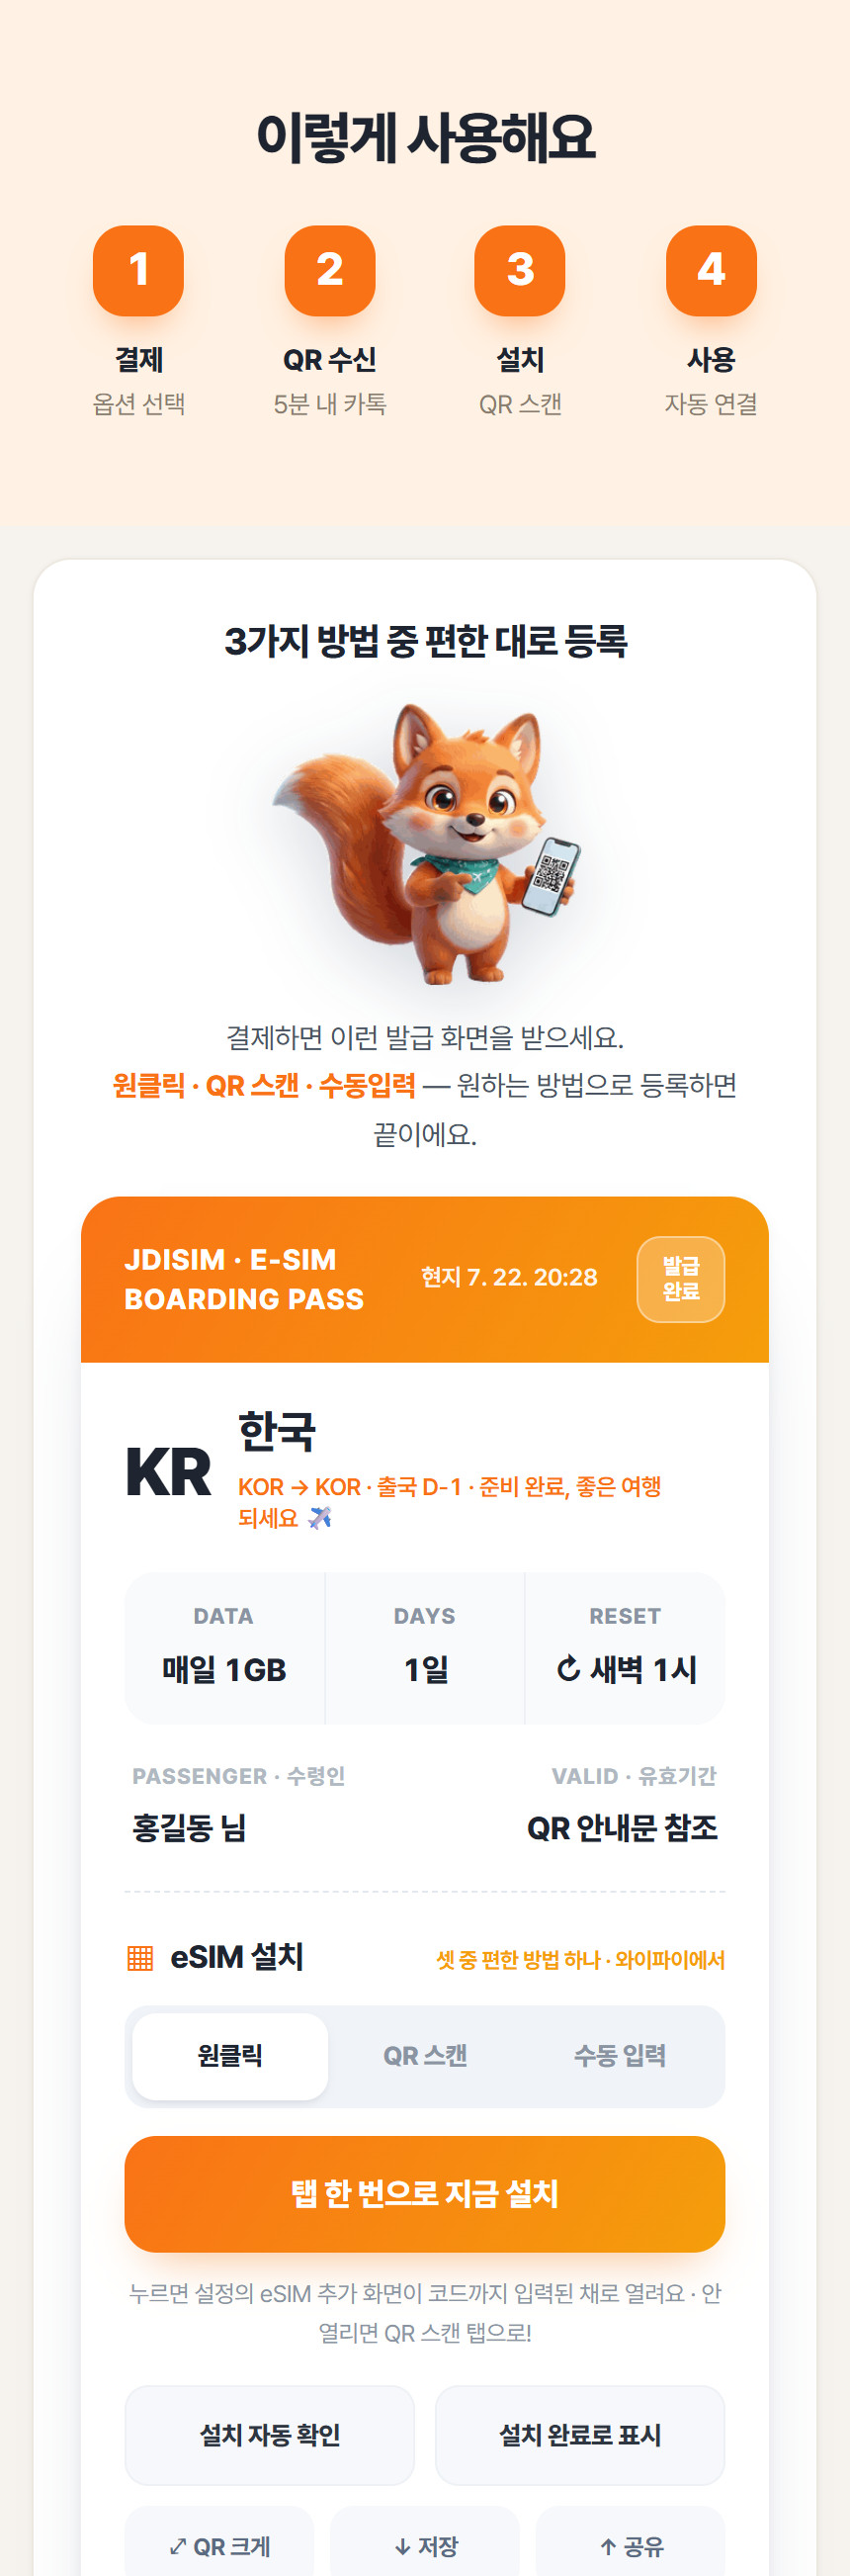 이렇게 사용해요
1
2
3
4
결제
QR 수신
설치
사용
옵션 선택
5분 내 카톡
QR 스캔
자동 연결
3가지 방법 중 편한 대로 등록
결제하면 이런 발급 화면을 받으세요.
원클릭 · QR 스캔 · 수동입력 — 원하는 방법으로 등록하면
끝이에요.
JDISIM · E-SIM
BOARDING PASS
현지 7. 22. 20:28
발급
완료
KR
한국
KOR → KOR · 출국 D-1 · 준비 완료, 좋은 여행
되세요 ✈️
DATA
DAYS
RESET
매일 1GB
1일
↻ 새벽 1시
PASSENGER · 수령인
VALID · 유효기간
홍길동 님
QR 안내문 참조
▦ eSIM 설치
셋 중 편한 방법 하나 · 와이파이에서
원클릭
QR 스캔
수동 입력
탭 한 번으로 지금 설치
누르면 설정의 eSIM 추가 화면이 코드까지 입력된 채로 열려요 · 안
열리면 QR 스캔 탭으로!
설치 자동 확인
설치 완료로 표시
⤢ QR 크게
↓ 저장
↑ 공유